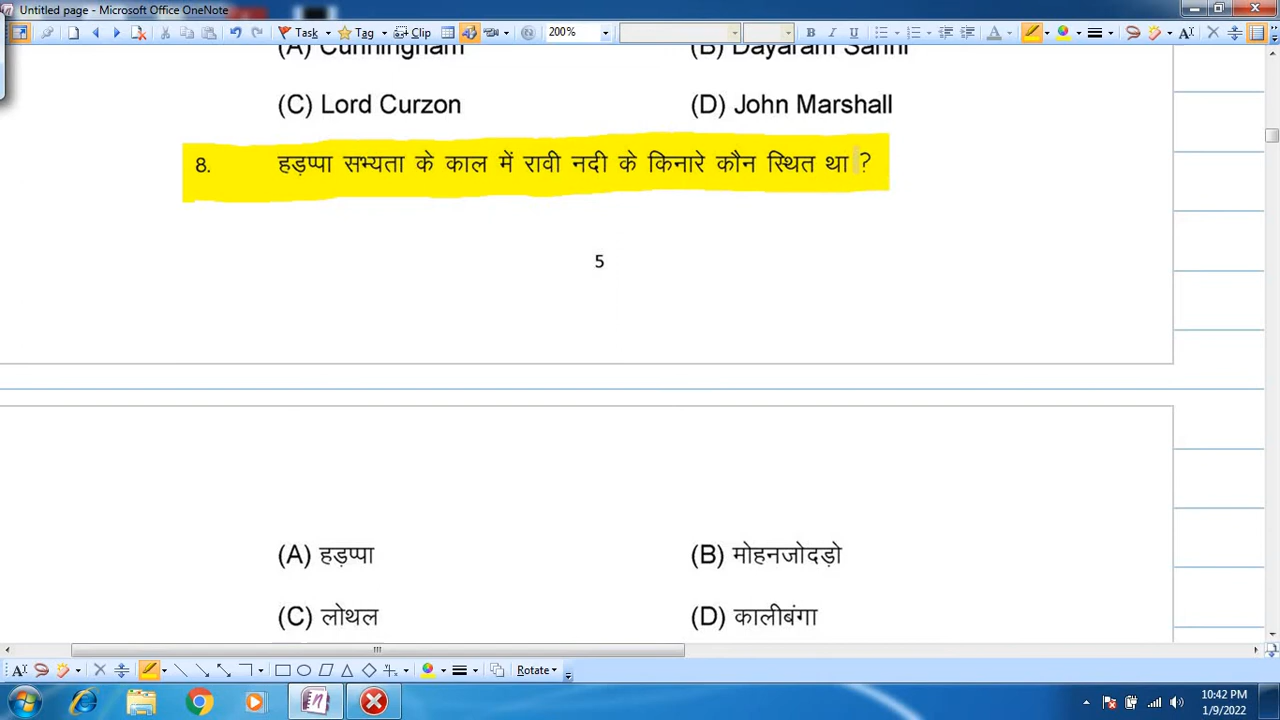 Untitled page - Microsoft Office OneNote
Task Tag Clip 200% B I U A
(A) Cunningham (B) Dayaram Sahni
(C) Lord Curzon (D) John Marshall
8. हड़प्पा सभ्यता के काल में रावी नदी के किनारे कौन स्थित था ?
5
(A) हड़प्पा (B) मोहनजोदड़ो
(C) लोथल (D) कालीबंगा
Rotate
10:42 PM
1/9/2022